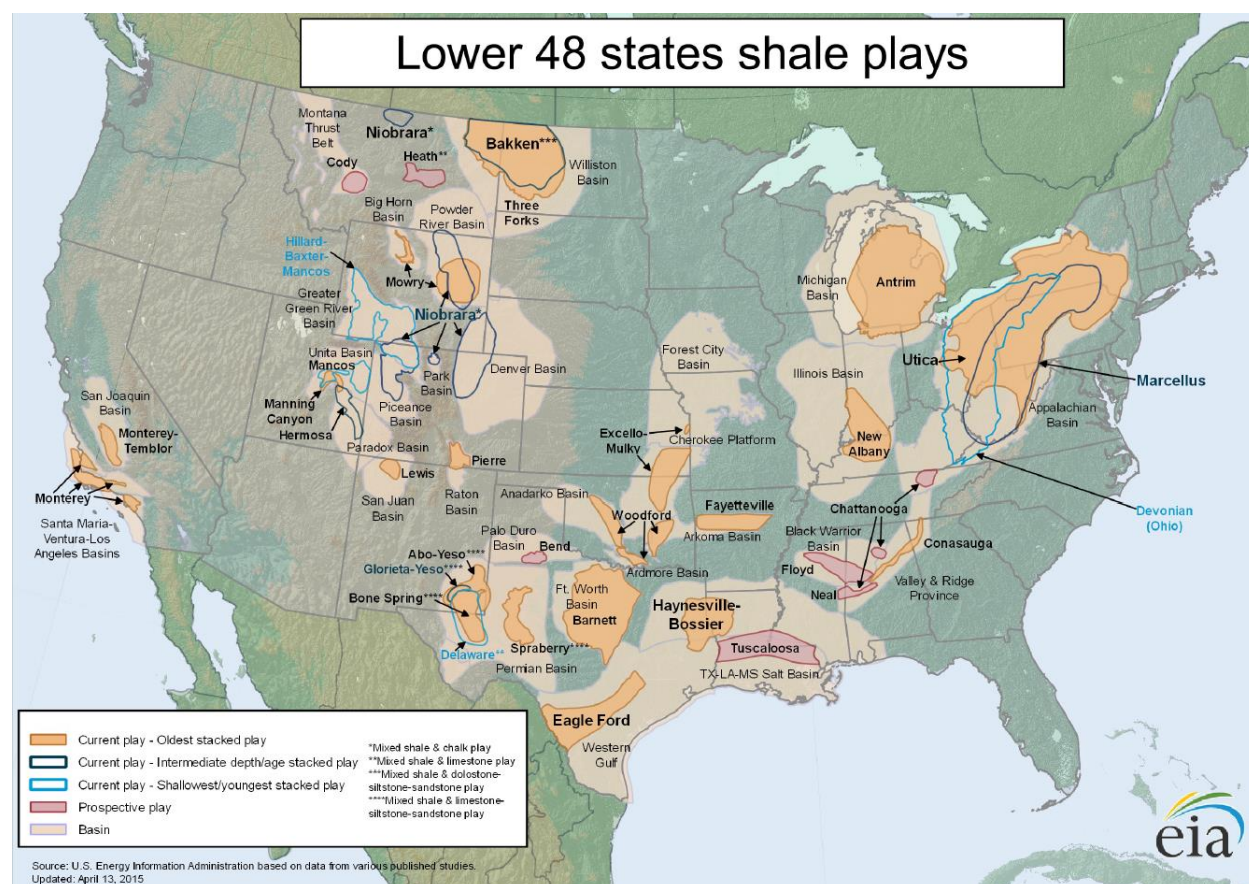 Lower 48 states shale plays
Montana
Thrust
Belt
Niobrara*
Bakken***
Heath**
Cody
Williston
Basin
Big Horn
Basin
Powder
River Basin
Three
Forks
Hillard-
Baxter-
Mancos
Mowry
Greater
Green River
Basin
Niobrara*
Michigan
Basin
Antrim
Unita Basin
Mancos
Park
Basin
Denver Basin
Forest City
Basin
Illinois Basin
Utica
Marcellus
Appalachian
Basin
San Joaquin
Basin
Manning
Canyon
Piceance
Basin
Hermosa
Monterey-
Temblor
Paradox Basin
Excello-
Mulky
Cherokee Platform
New
Albany
Lewis
Pierre
Monterey
San Juan
Basin
Raton
Basin
Anadarko Basin
Woodford
Fayetteville
Chattanooga
Devonian
(Ohio)
Santa Maria-
Ventura-Los
Angeles Basins
Palo Duro
Basin
Bend
Arkoma Basin
Black Warrior
Basin
Conasauga
Abo-Yeso****
Glorieta-Yeso****
Ardmore Basin
Floyd
Valley & Ridge
Province
Bone Spring****
Ft. Worth
Basin
Barnett
Haynesville-
Bossier
Neal
Delaware**
Spraberry****
Permian Basin
Tuscaloosa
TX-LA-MS Salt Basin
Eagle Ford
Western
Gulf
Current play - Oldest stacked play
Current play - Intermediate depth/age stacked play
Current play - Shallowest/youngest stacked play
Prospective play
Basin
*Mixed shale & chalk play
**Mixed shale & limestone play
***Mixed shale & dolostone-
siltstone-sandstone play
****Mixed shale & limestone-
siltstone-sandstone play
eia
Source: U.S. Energy Information Administration based on data from various published studies.
Updated: April 13, 2015